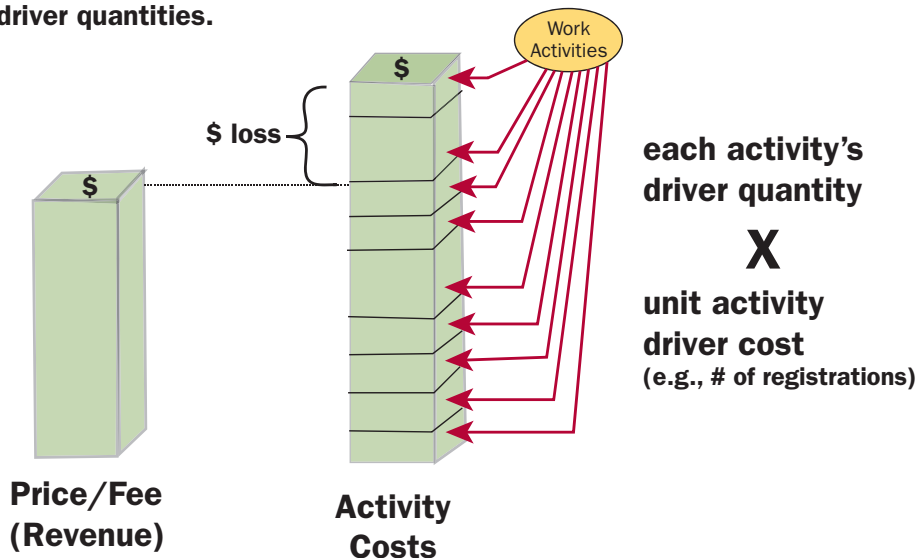 driver quantities.
Work
Activities
$
$ loss
$
each activity’s
driver quantity
X
unit activity
driver cost
(e.g., # of registrations)
Price/Fee
(Revenue)
Activity
Costs